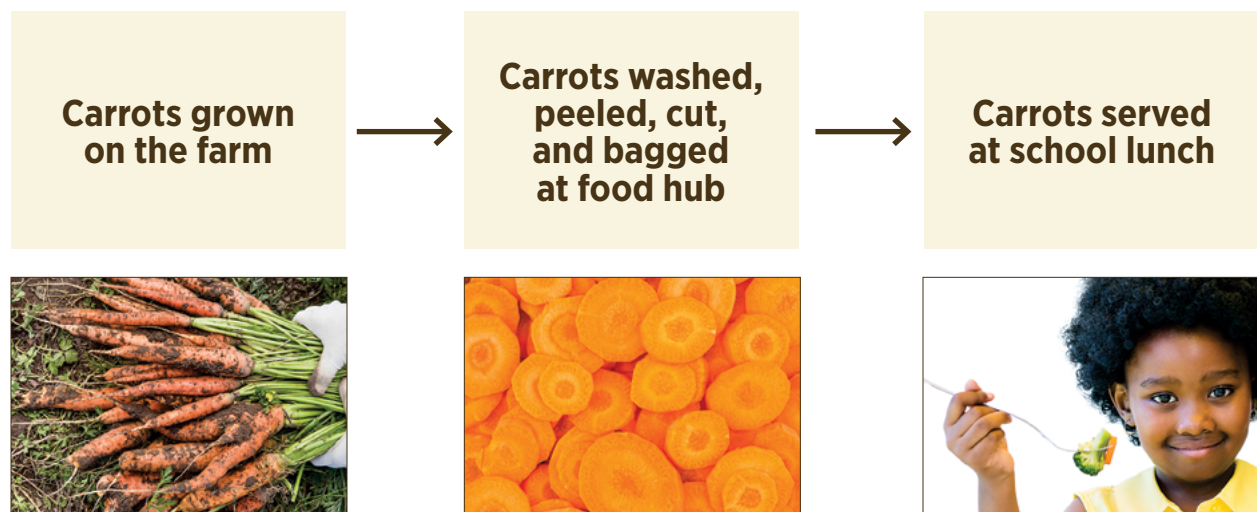 Carrots grown
on the farm
Carrots washed,
peeled, cut,
and bagged
at food hub
Carrots served
at school lunch